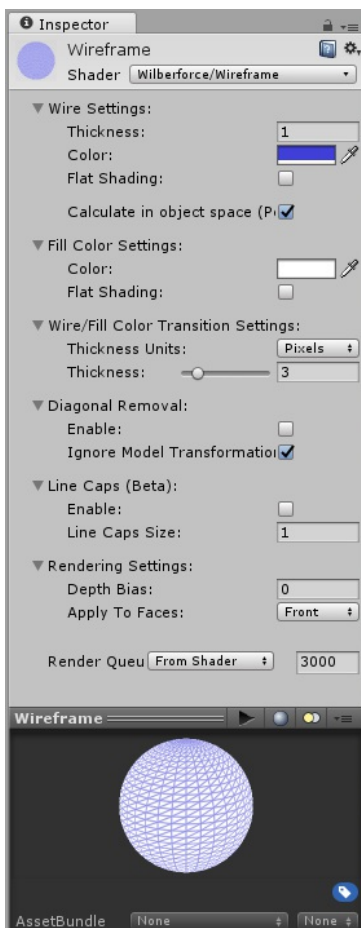 Inspector
Wireframe
Shader Wilberforce/Wireframe
Wire Settings:
Thickness: 1
Color:
Flat Shading:
Calculate in object space (P
Fill Color Settings:
Color:
Flat Shading:
Wire/Fill Color Transition Settings:
Thickness Units: Pixels
Thickness: 3
Diagonal Removal:
Enable:
Ignore Model Transformatio
Line Caps (Beta):
Enable:
Line Caps Size: 1
Rendering Settings:
Depth Bias: 0
Apply To Faces: Front
Render Queu From Shader 3000
Wireframe
AssetBundle None None